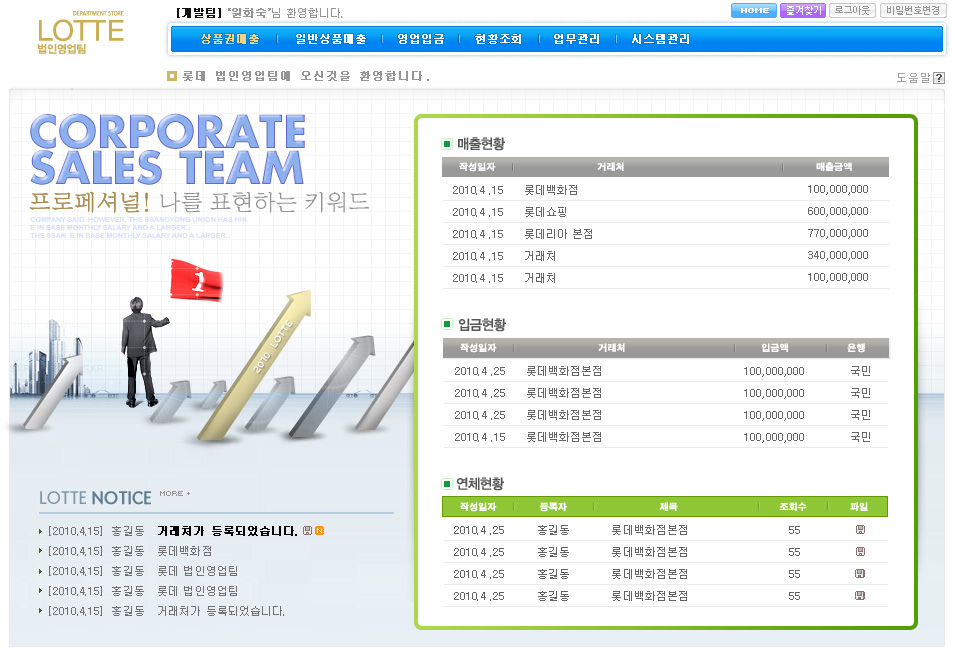 DEPARTMENT STORE
LOTTE
법인영업팀
[개발팀] "원화숙"님 환영합니다.
HOME 즐겨찾기 로그아웃 비밀번호변경
상품권매출 일반상품매출 영업입금 현황조회 업무관리 시스템관리
롯데 법인영업팀에 오신것을 환영합니다.
도움말 ?
CORPORATE
SALES TEAM
프로페셔널! 나를 표현하는 키워드
COMPANY SAID. HOWEVER, THE SSANGYONG UNION HAS HIN
E IN BASE MONTHLY SALARY AND A LARGER..
THE SSAN E IN BASE MONTHLY SALARY AND A LARGER..
1
2010 LOTTE
LOTTE NOTICE MORE +
[2010,4,15] 홍길동 거래처가 등록되었습니다. N
[2010,4,15] 홍길동 롯데백화점
[2010,4,15] 홍길동 롯데 법인영업팀
[2010,4,15] 홍길동 롯데 법인영업팀
[2010,4,15] 홍길동 거래처가 등록되었습니다.
매출현황
작성일자 거래처 매출금액
2010.4.15 롯데백화점 100,000,000
2010.4.15 롯데쇼핑 600,000,000
2010.4.15 롯데리아 본점 770,000,000
2010.4.15 거래처 340,000,000
2010.4.15 거래처 100,000,000
입금현황
작성일자 거래처 입금액 은행
2010.4.25 롯데백화점본점 100,000,000 국민
2010.4.25 롯데백화점본점 100,000,000 국민
2010.4.25 롯데백화점본점 100,000,000 국민
2010.4.15 롯데백화점본점 100,000,000 국민
연체현황
작성일자 등록자 제목 조회수 파일
2010.4.25 홍길동 롯데백화점본점 55
2010.4.25 홍길동 롯데백화점본점 55
2010.4.25 홍길동 롯데백화점본점 55
2010.4.25 홍길동 롯데백화점본점 55